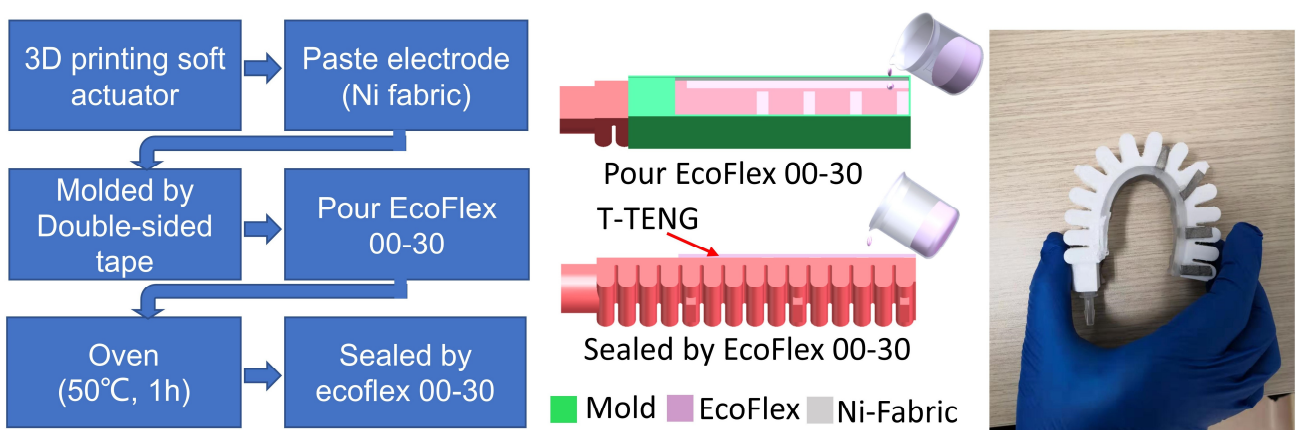 3D printing soft
actuator
Paste electrode
(Ni fabric)
Molded by
Double-sided
tape
Pour EcoFlex
00-30
Oven
(50℃, 1h)
Sealed by
ecoflex 00-30
Pour EcoFlex 00-30
T-TENG
Sealed by EcoFlex 00-30
Mold
EcoFlex
Ni-Fabric